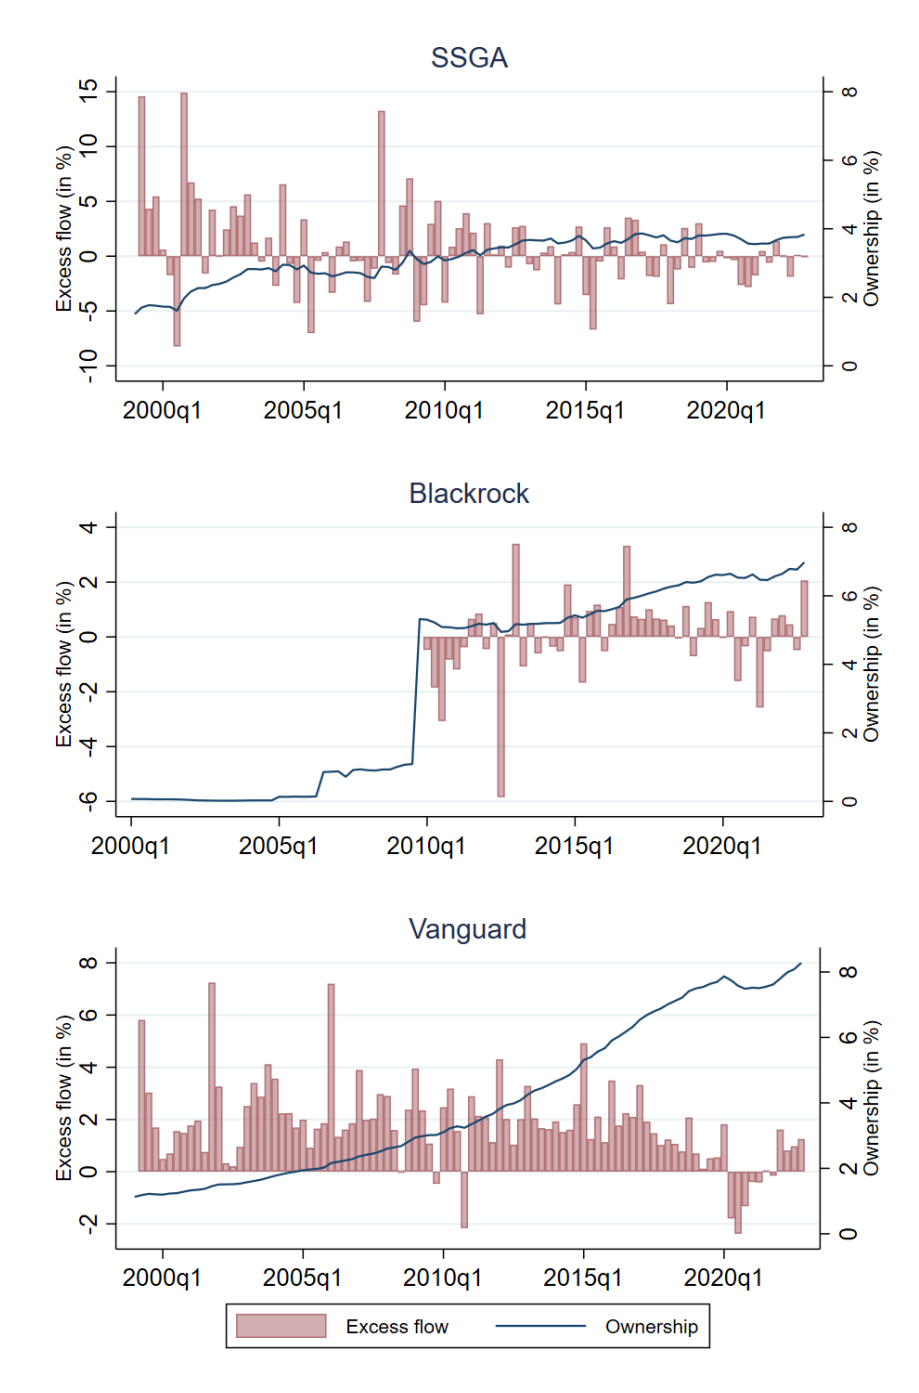 SSGA
Excess flow (in %)
15
10
5
0
-5
-10
8
6
4
2
0
Ownership (in %)
2000q1 2005q1 2010q1 2015q1 2020q1
Blackrock
Excess flow (in %)
4
2
0
-2
-4
-6
8
6
4
2
0
Ownership (in %)
2000q1 2005q1 2010q1 2015q1 2020q1
Vanguard
Excess flow (in %)
8
6
4
2
0
-2
8
6
4
2
0
Ownership (in %)
2000q1 2005q1 2010q1 2015q1 2020q1
Excess flow Ownership